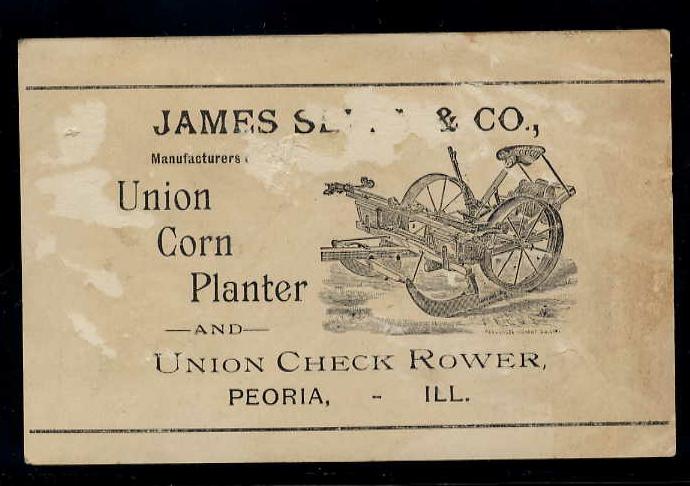 JAMES & CO.,
Manufacturers
Union
Corn
Planter
—AND—
UNION CHECK ROWER,
PEORIA, - ILL.